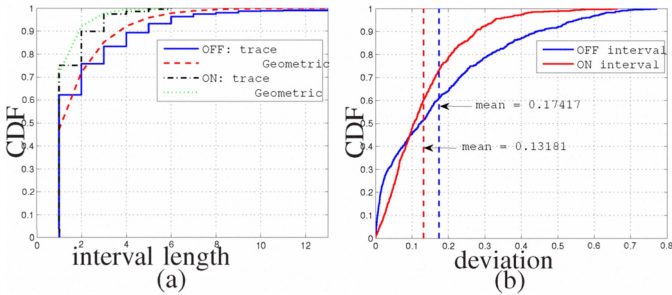 CDF
1
0.9
0.8
0.7
0.6
0.5
0.4
0.3
0.2
0.1
0
OFF: trace
Geometric
ON: trace
Geometric
0 2 4 6 8 10 12
interval length
(a)
CDF
1
0.9
0.8
0.7
0.6
0.5
0.4
0.3
0.2
0.1
0
OFF interval
ON interval
mean = 0.17417
mean = 0.13181
0 0.1 0.2 0.3 0.4 0.5 0.6 0.7 0.8
deviation
(b)